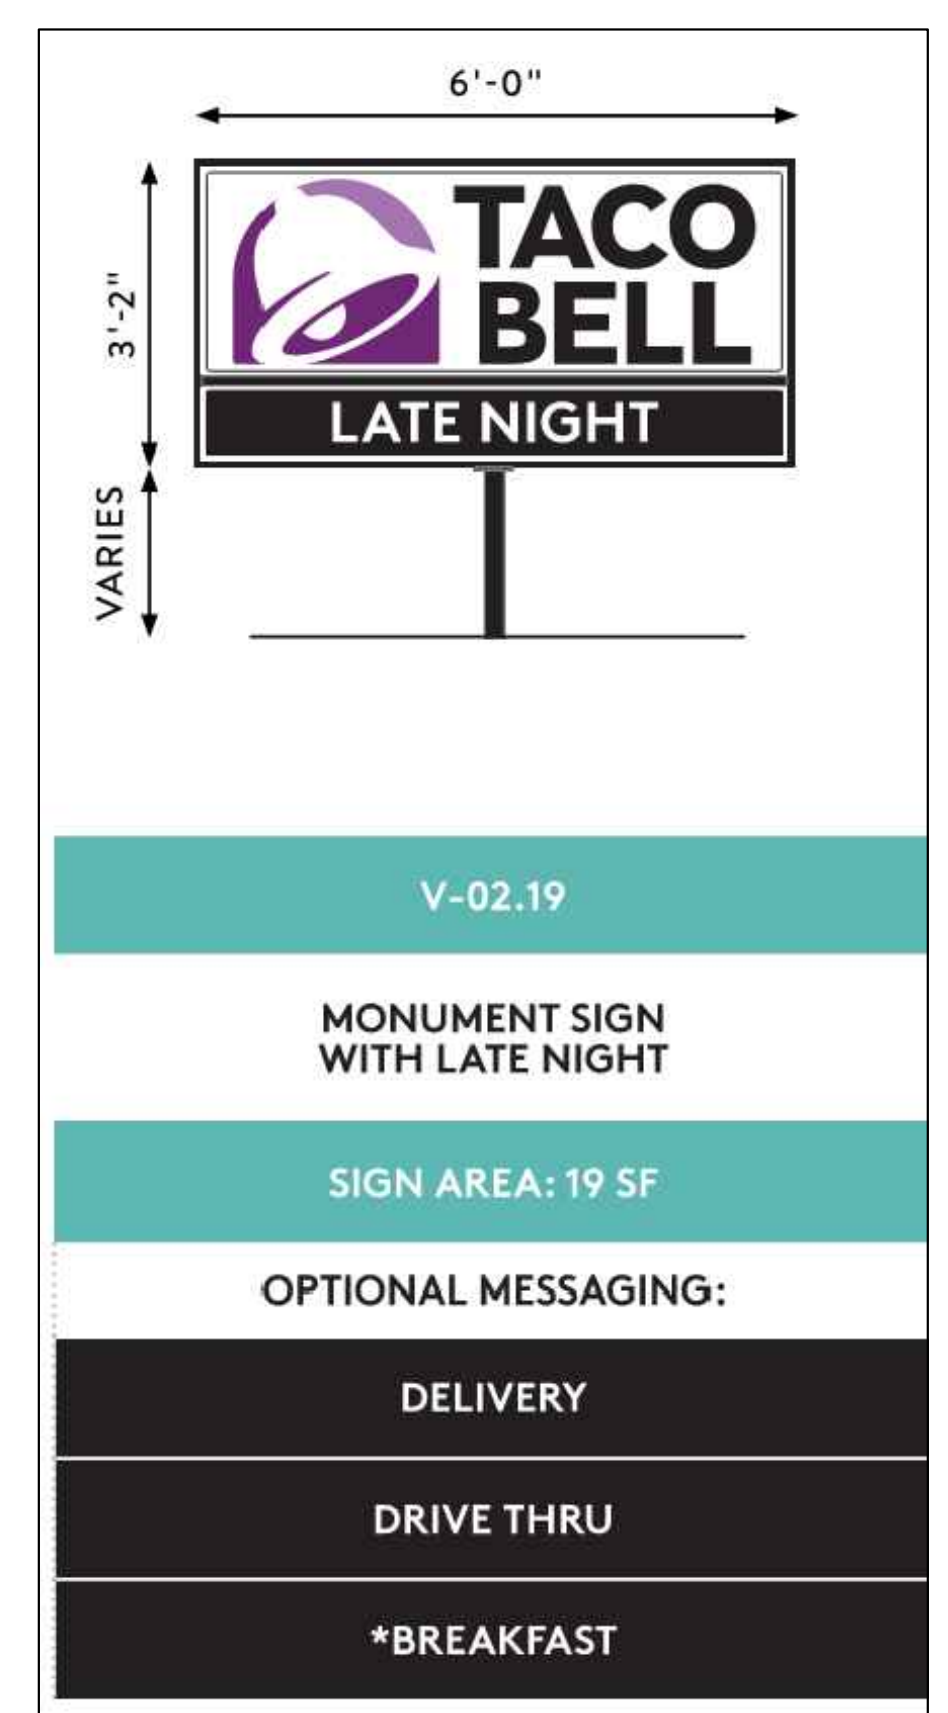 6'-0"
3'-2"
TACO
BELL
LATE NIGHT
VARIES
V-02.19
MONUMENT SIGN
WITH LATE NIGHT
SIGN AREA: 19 SF
OPTIONAL MESSAGING:
DELIVERY
DRIVE THRU
*BREAKFAST